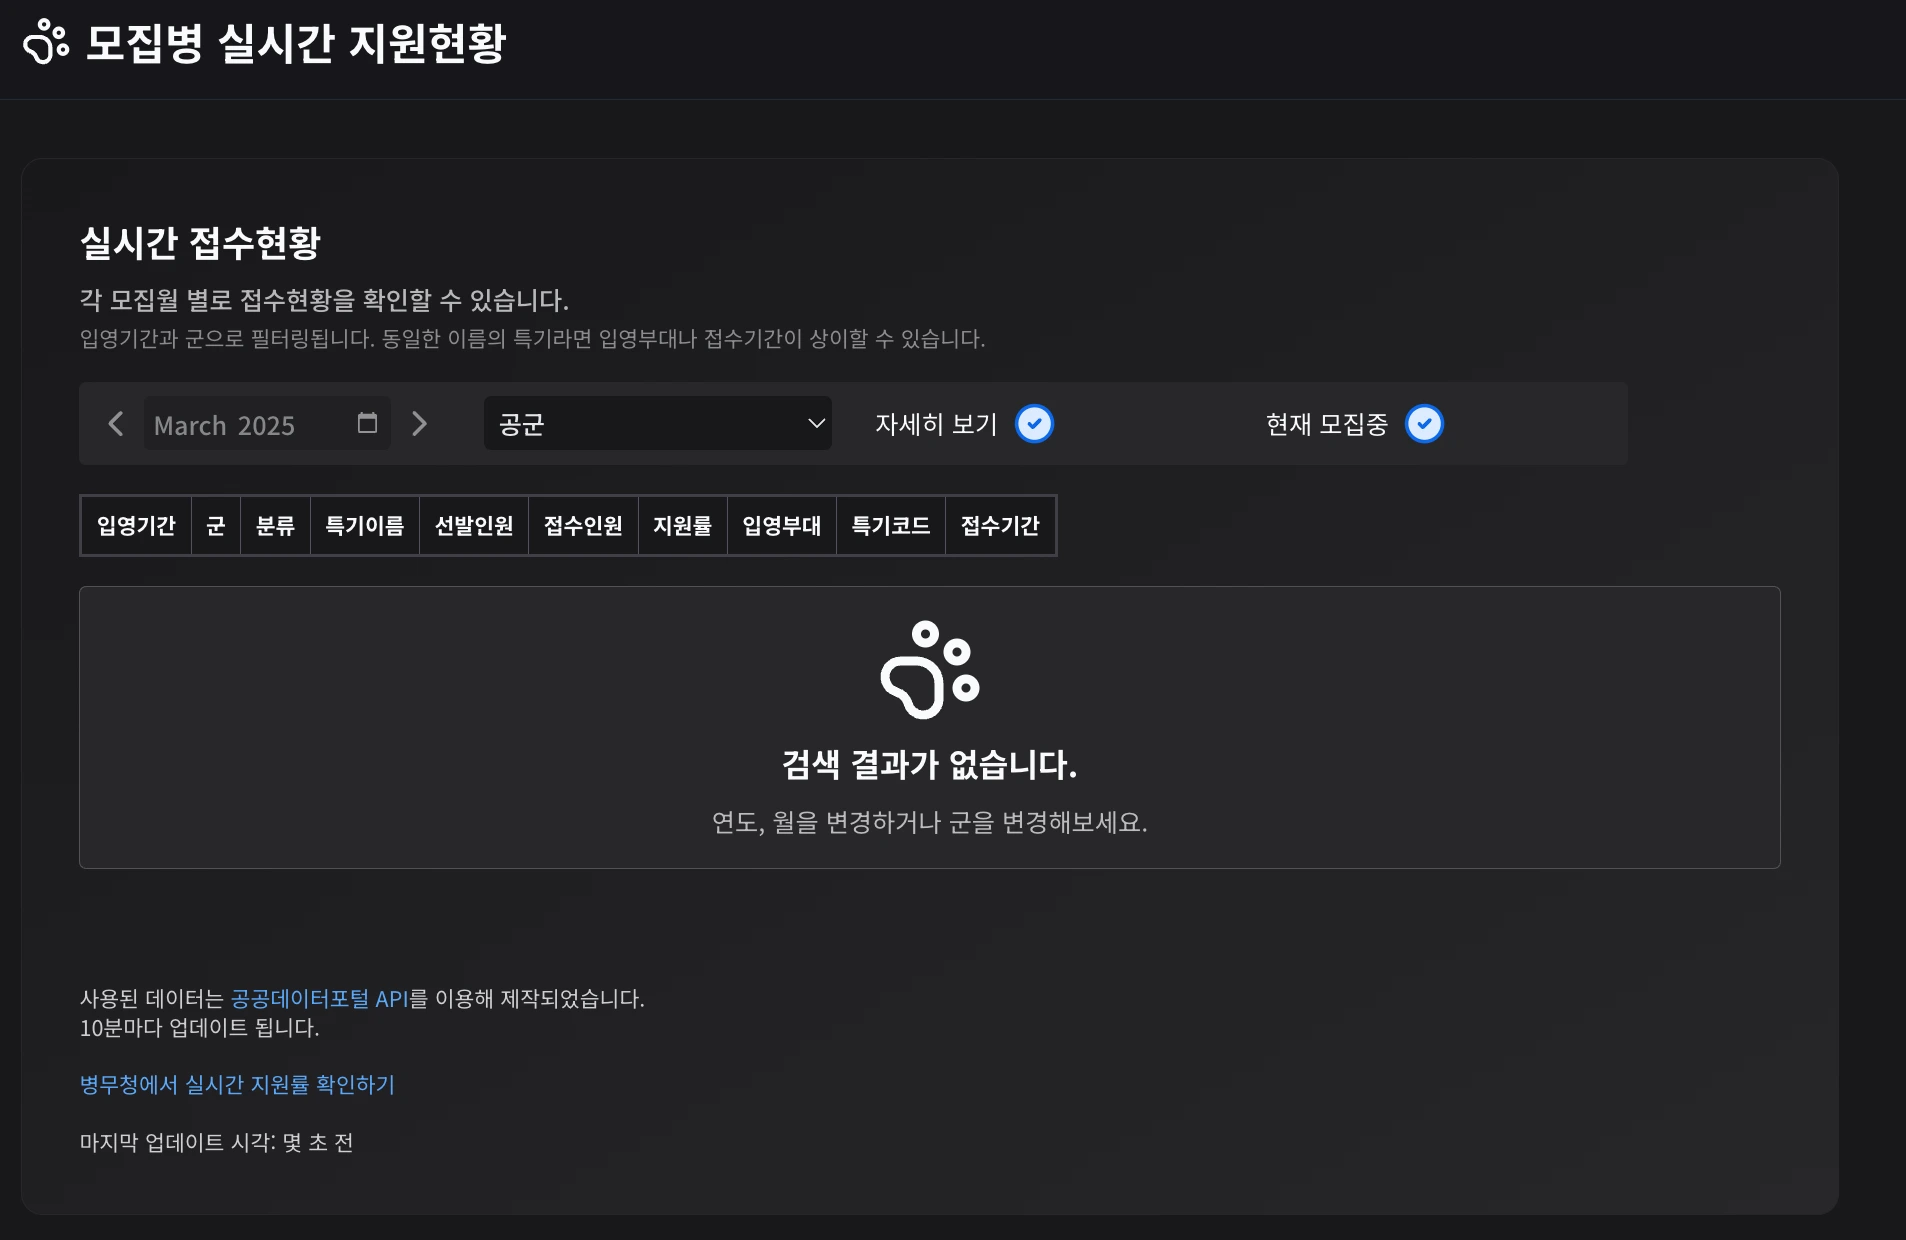 모집병 실시간 지원현황
실시간 접수현황
각 모집월 별로 접수현황을 확인할 수 있습니다.
입영기간과 군으로 필터링됩니다. 동일한 이름의 특기라면 입영부대나 접수기간이 상이할 수 있습니다.
March 2025 공군 자세히 보기 현재 모집중
입영기간 군 분류 특기이름 선발인원 접수인원 지원률 입영부대 특기코드 접수기간
검색 결과가 없습니다.
연도, 월을 변경하거나 군을 변경해보세요.
사용된 데이터는 공공데이터포털 API를 이용해 제작되었습니다.
10분마다 업데이트 됩니다.
병무청에서 실시간 지원률 확인하기
마지막 업데이트 시각: 몇 초 전